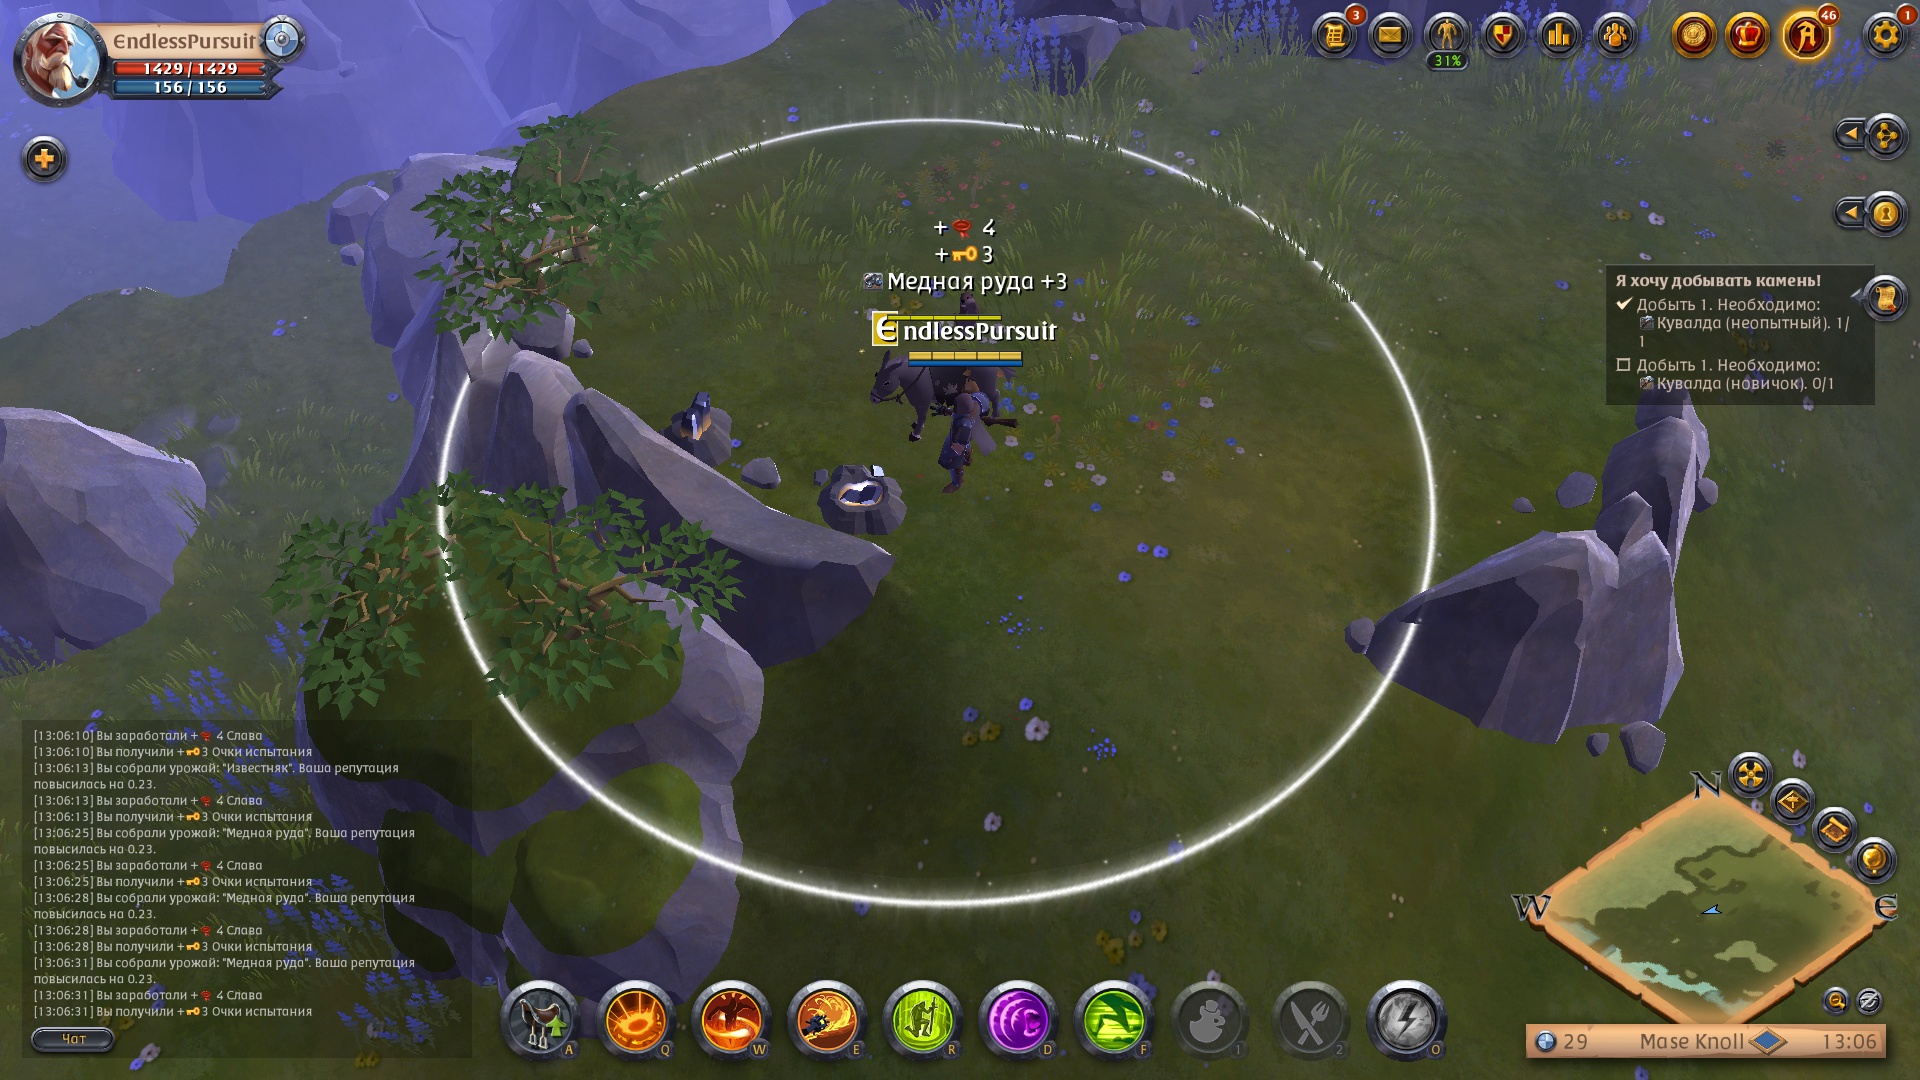 EndlessPursuit
1429 / 1429
156 / 156
3
31%
46
1
+ 4
+ 3
Медная руда +3
EndlessPursuit
Я хочу добывать камень!
Добыть 1. Необходимо:
Кувалда (неопытный). 1/
1
Добыть 1. Необходимо:
Кувалда (новичок). 0/1
[13:06:10] Вы заработали + 4 Слава
[13:06:10] Вы получили + 3 Очки испытания
[13:06:13] Вы собрали урожай: "Известняк". Ваша репутация
повысилась на 0.23.
[13:06:13] Вы заработали + 4 Слава
[13:06:13] Вы получили + 3 Очки испытания
[13:06:25] Вы собрали урожай: "Медная руда". Ваша репутация
повысилась на 0.23.
[13:06:25] Вы заработали + 4 Слава
[13:06:25] Вы получили + 3 Очки испытания
[13:06:28] Вы собрали урожай: "Медная руда". Ваша репутация
повысилась на 0.23.
[13:06:28] Вы заработали + 4 Слава
[13:06:28] Вы получили + 3 Очки испытания
[13:06:31] Вы собрали урожай: "Медная руда". Ваша репутация
повысилась на 0.23.
[13:06:31] Вы заработали + 4 Слава
[13:06:31] Вы получили + 3 Очки испытания
Чат
A
Q
W
E
R
D
F
1
2
O
N
W
E
29
Mase Knoll
13:06